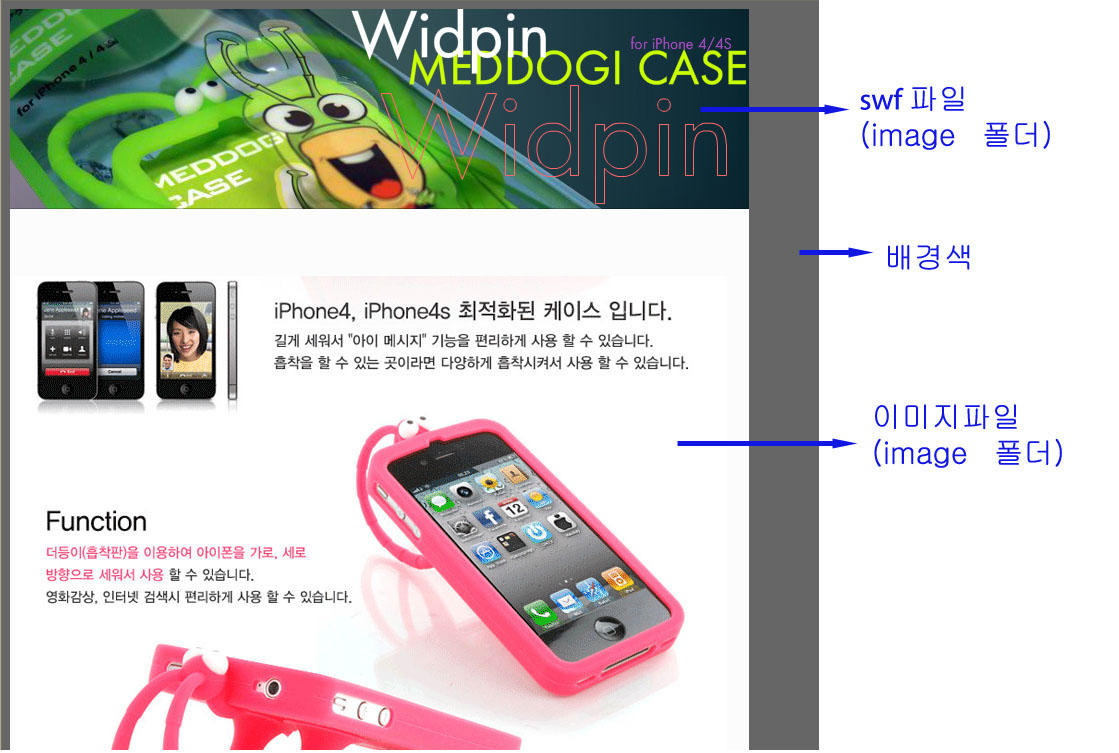 Widpin
for iPhone 4/4S
MEDDOGI CASE
Widpin
MEDDOGI
for iPhone 4 / 4s
MEDDOGI
CASE
swf 파일
(image 폴더)
배경색
iPhone4, iPhone4s 최적화된 케이스 입니다.
길게 세워서 "아이 메시지" 기능을 편리하게 사용 할 수 있습니다.
흡착을 할 수 있는 곳이라면 다양하게 흡착시켜서 사용 할 수 있습니다.
이미지파일
(image 폴더)
Function
더듬이(흡착판)을 이용하여 아이폰을 가로, 세로
방향으로 세워서 사용 할 수 있습니다.
영화감상, 인터넷 검색시 편리하게 사용 할 수 있습니다.